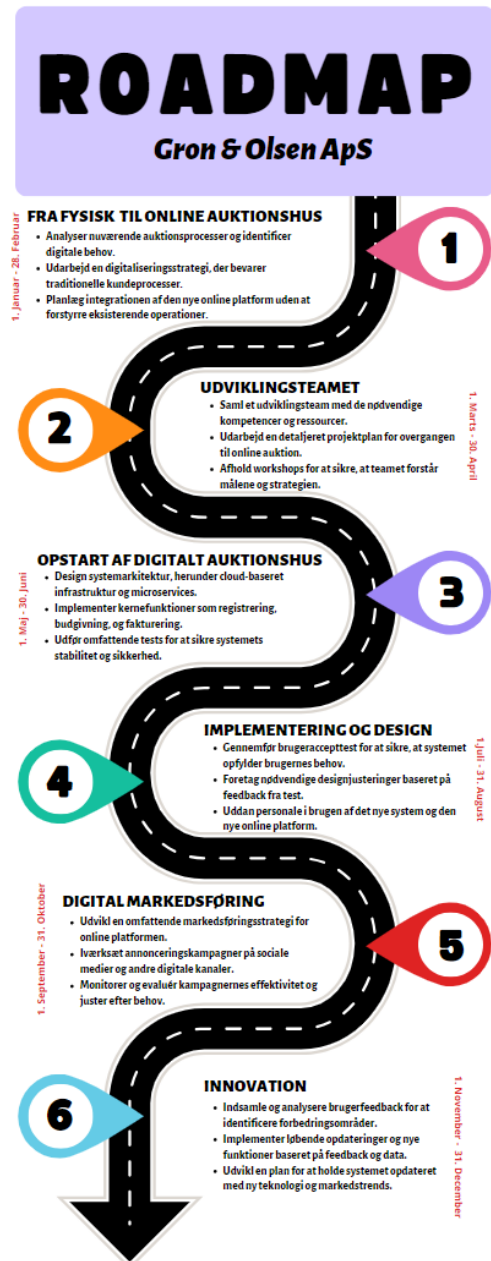 ROADMAP
Gron & Olsen ApS
1. Januar - 28. Februar
FRA FYSISK TIL ONLINE AUKTIONSHUS
• Analyser nuværende auktionsprocesser og identificer
digitale behov.
• Udarbejd en digitaliseringsstrategi, der bevarer
traditionelle kundeprocesser.
• Planlæg integrationen af den nye online platform uden at
forstyrre eksisterende operationer.
1
2
UDVIKLINGSTEAMET
• Saml et udviklingsteam med de nødvendige
kompetencer og ressourcer.
• Udarbejd en detaljeret projektplan for overgangen
til online auktion.
• Afhold workshops for at sikre, at teamet forstår
målene og strategien.
1. Marts - 30. April
1. Maj - 30. Juni
OPSTART AF DIGITALT AUKTIONSHUS
• Design systemarkitektur, herunder cloud-baseret
infrastruktur og microservices.
• Implementer kernefunktioner som registrering,
budgivning, og fakturering.
• Udfør omfattende tests for at sikre systemets
stabilitet og sikkerhed.
3
4
IMPLEMENTERING OG DESIGN
• Gennemfør brugeraccepttest for at sikre, at systemet
opfylder brugernes behov.
• Foretag nødvendige designjusteringer baseret på
feedback fra test.
• Uddan personale i brugen af det nye system og den
nye online platform.
1.Juli - 31. August
1. September - 31. Oktober
DIGITAL MARKEDSFØRING
• Udvikl en omfattende markedsføringsstrategi for
online platformen.
• Iværksæt annonceringskampagner på sociale
medier og andre digitale kanaler.
• Monitorer og evaluér kampagnernes effektivitet og
juster efter behov.
5
6
INNOVATION
• Indsamle og analysere brugerfeedback for at
identificere forbedringsområder.
• Implementer løbende opdateringer og nye
funktioner baseret på feedback og data.
• Udvikl en plan for at holde systemet opdateret
med ny teknologi og markedstrends.
1. November - 31. December